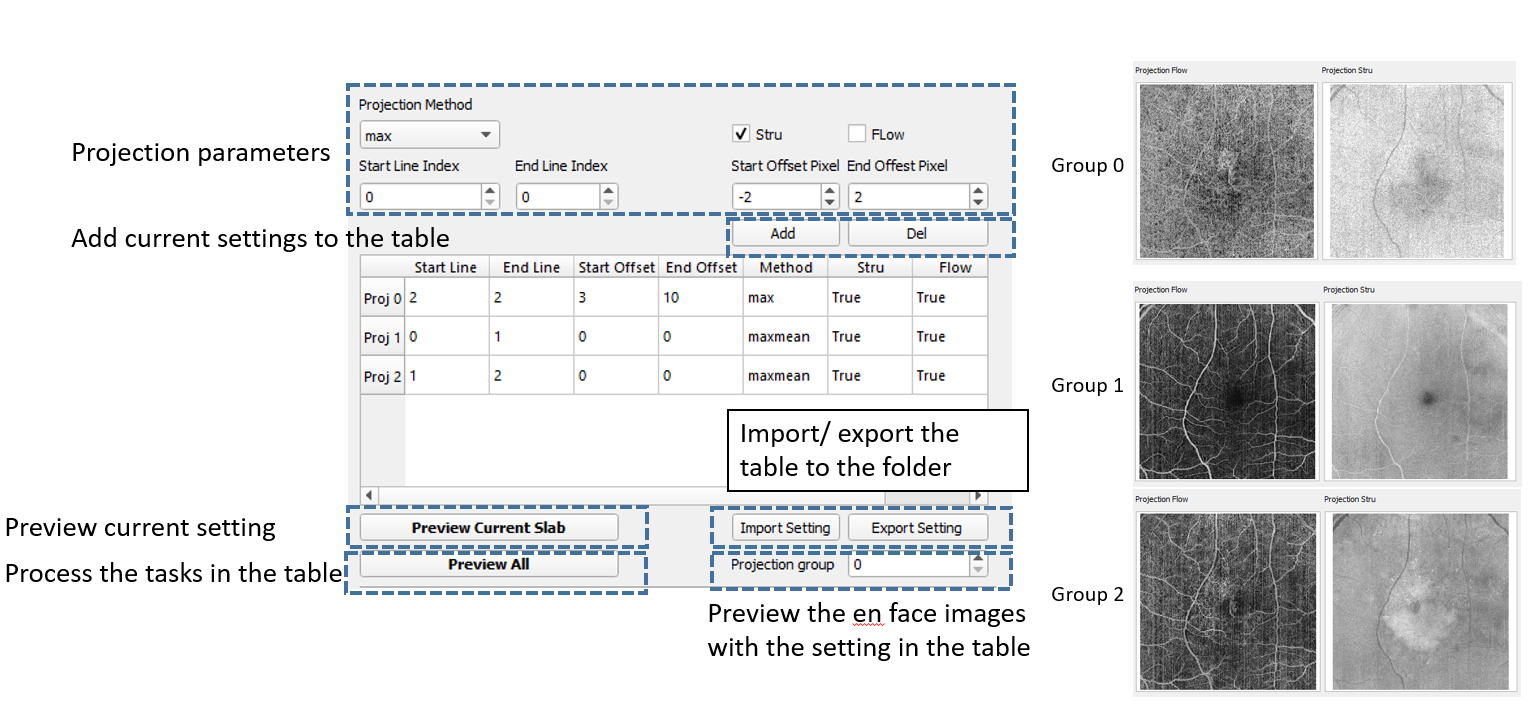 Projection parameters
Projection Method
max
Stru
FLow
Start Line Index
End Line Index
Start Offset Pixel
End Offest Pixel
0
0
-2
2
Add current settings to the table
Add
Del
Start Line End Line Start Offset End Offset Method Stru Flow
Proj 0 2 2 3 10 max True True
Proj 1 0 1 0 0 maxmean True True
Proj 2 1 2 0 0 maxmean True True
Import/ export the
table to the folder
Preview current setting
Preview Current Slab
Import Setting
Export Setting
Process the tasks in the table
Preview All
Projection group
0
Preview the en face images
with the setting in the table
Group 0
Projection Flow
Projection Stru
Group 1
Projection Flow
Projection Stru
Group 2
Projection Flow
Projection Stru